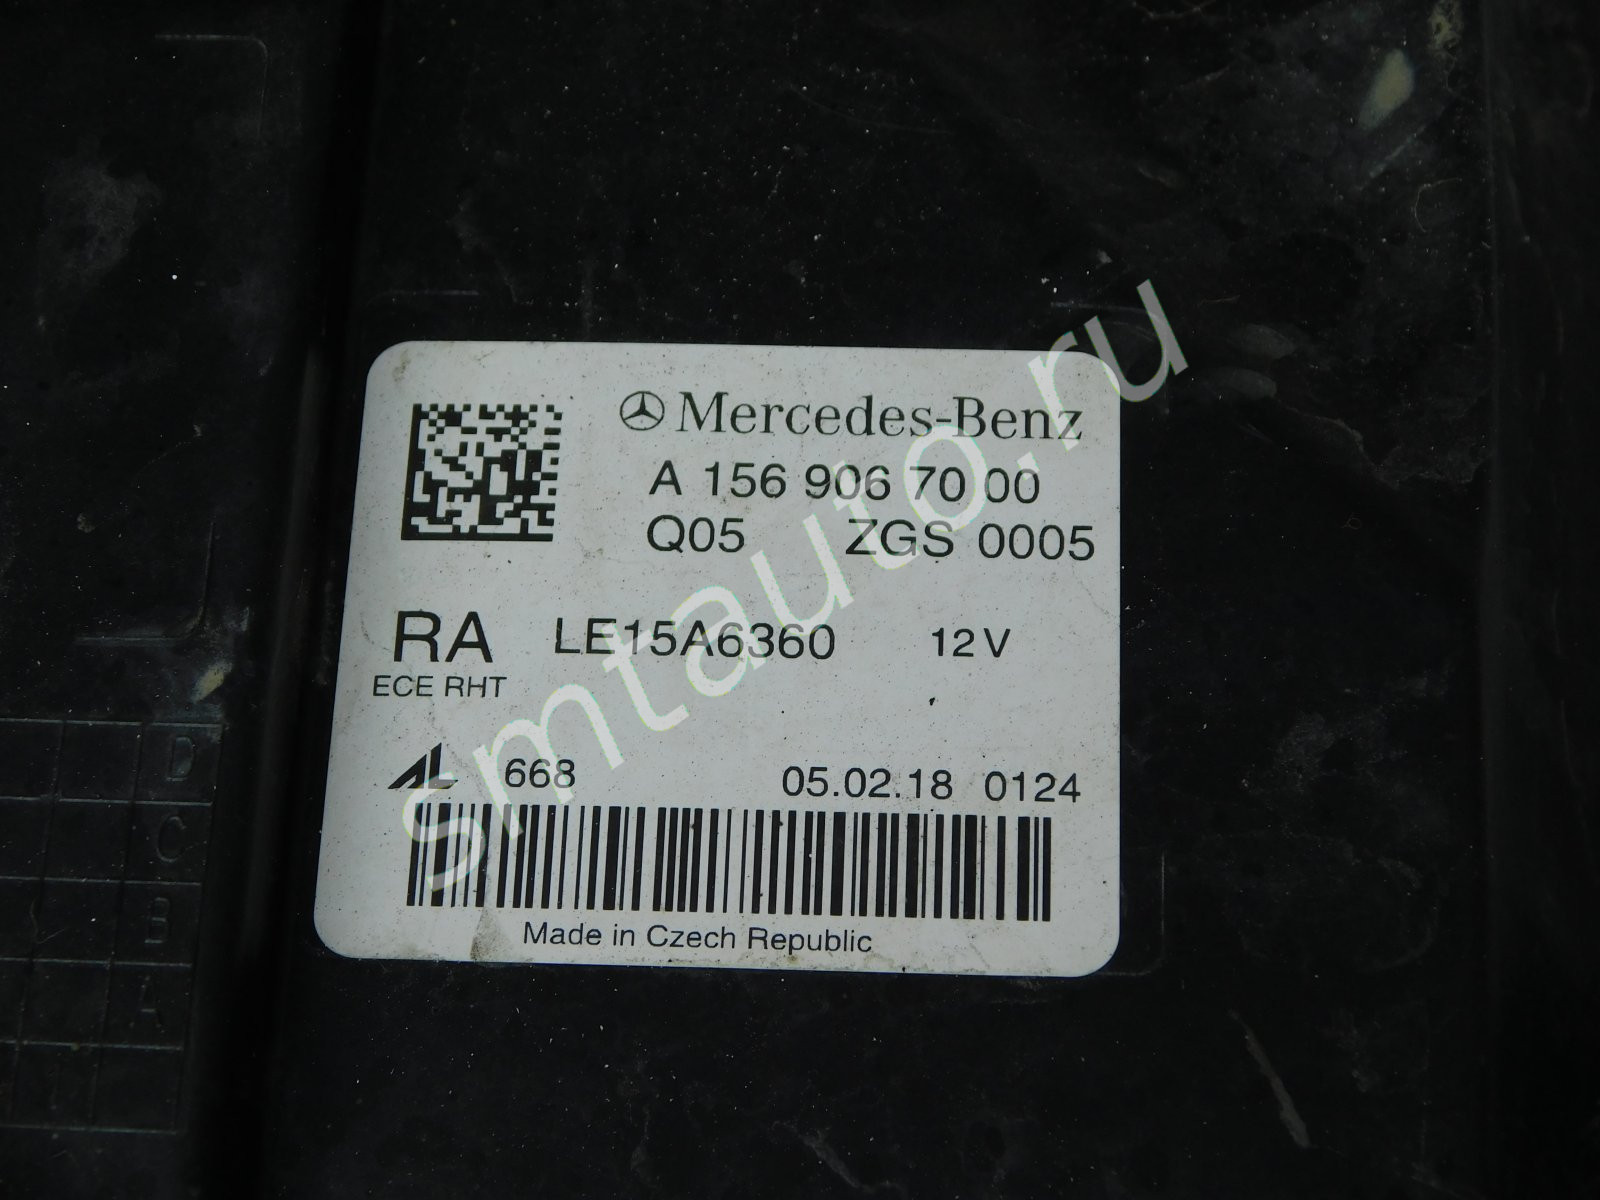 Mercedes-Benz
A 156 906 70 00
Q05 ZGS 0005
RA LE15A6360 12V
ECE RHT
AL 668 05.02.18 0124
Made in Czech Republic
smtauto.ru
D
C
B
A